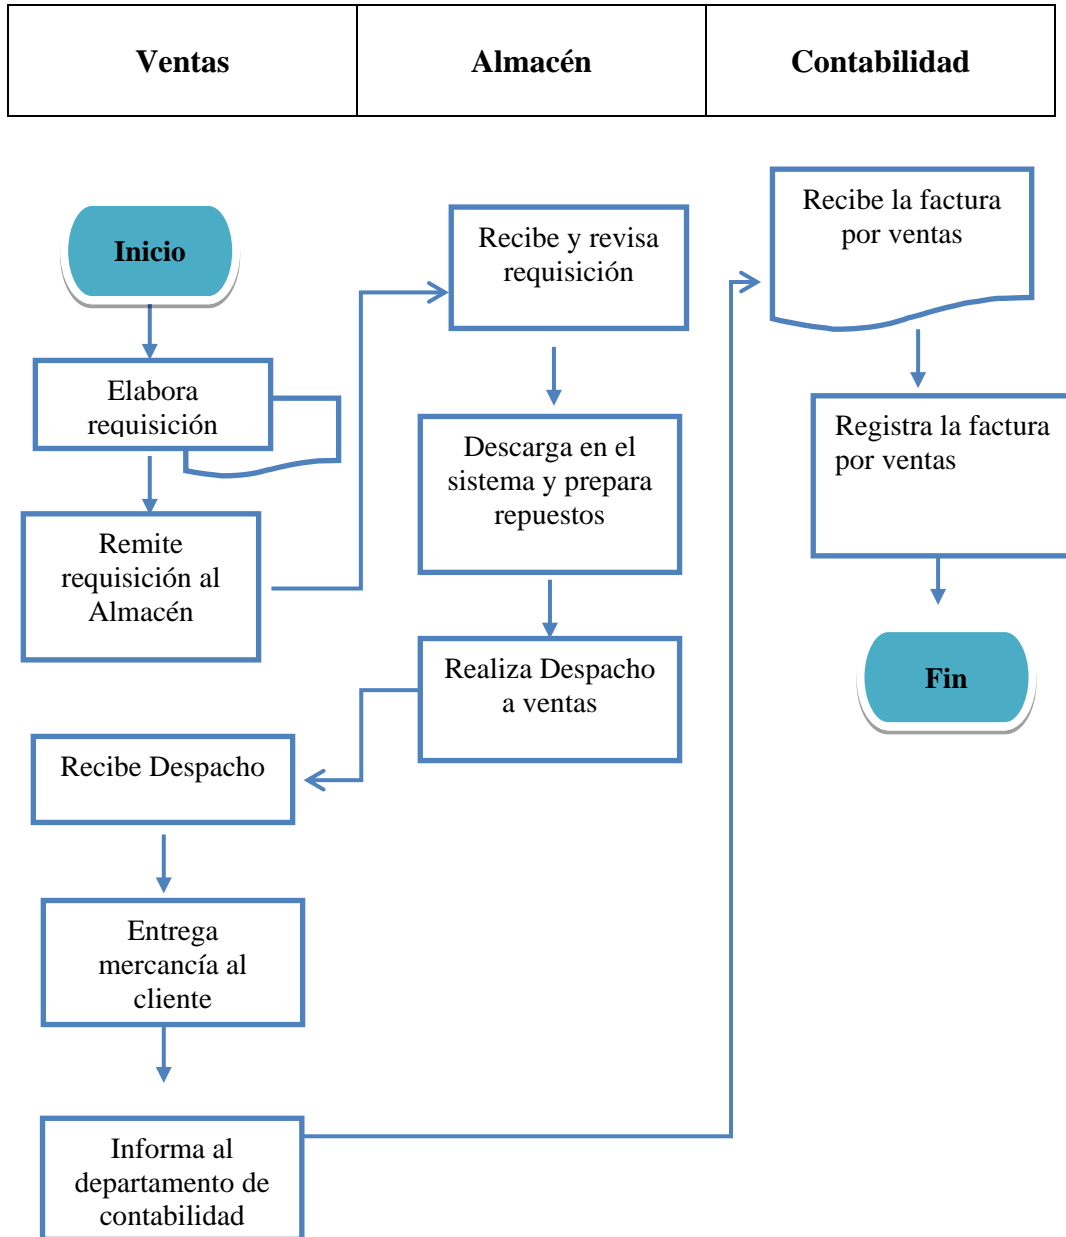 Ventas
Almacén
Contabilidad
Inicio
Elabora
requisición
Remite
requisición al
Almacén
Recibe y revisa
requisición
Descarga en el
sistema y prepara
repuestos
Realiza Despacho
a ventas
Recibe Despacho
Entrega
mercancía al
cliente
Informa al
departamento de
contabilidad
Recibe la factura
por ventas
Registra la factura
por ventas
Fin